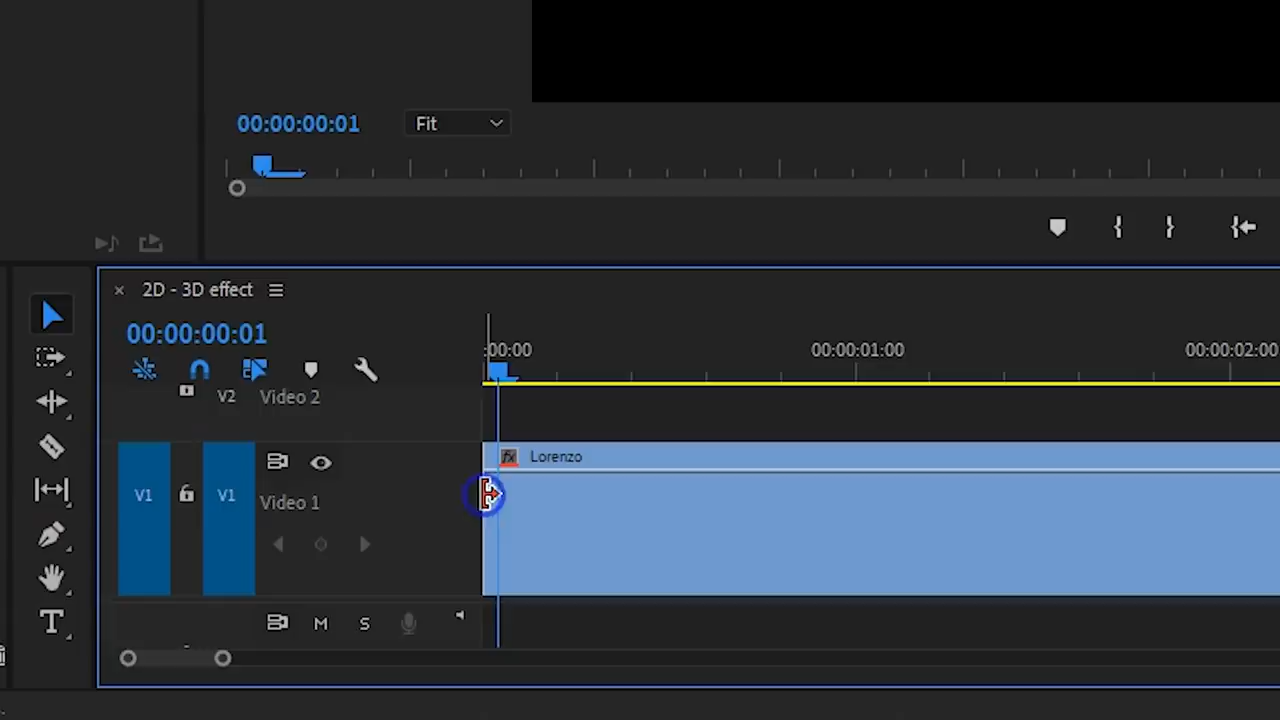 00:00:00:01
Fit
2D - 3D effect
00:00:00:01
:00:00
00:00:01:00
00:00:02:00
V2
Video 2
fx
Lorenzo
V1
V1
Video 1
M
S